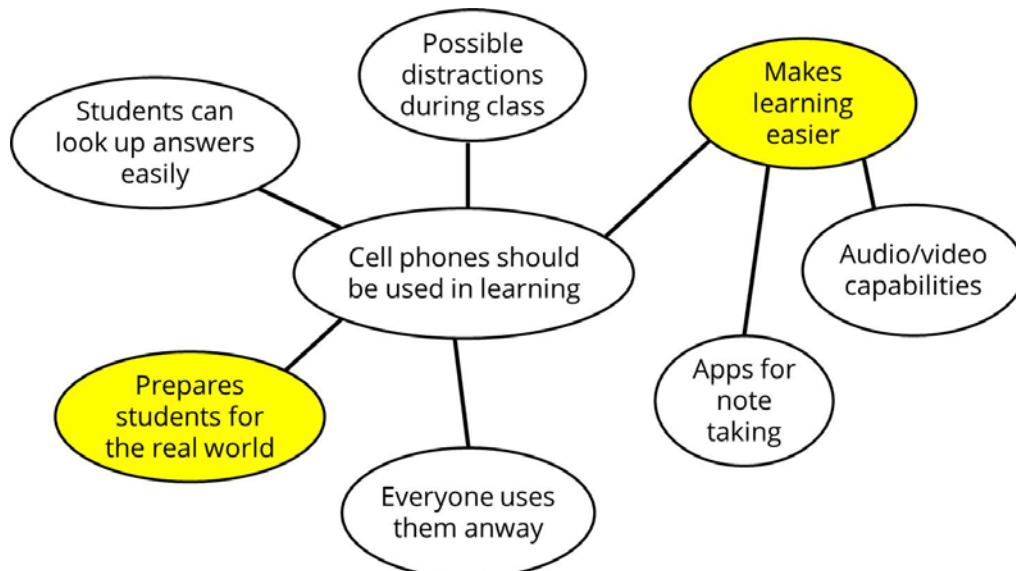 Possible
distractions
during class
Makes
learning
easier
Students can
look up answers
easily
Cell phones should
be used in learning
Audio/video
capabilities
Prepares
students for
the real world
Apps for
note
taking
Everyone uses
them anway